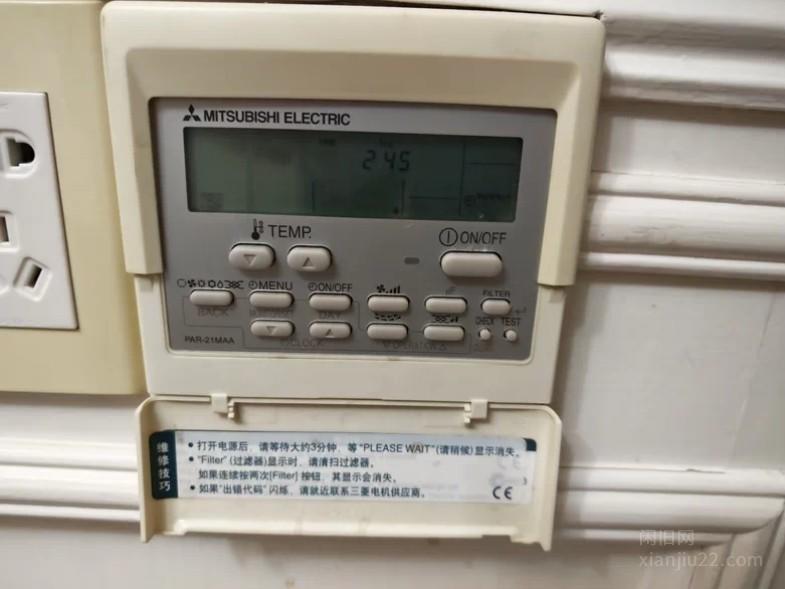 MITSUBISHI ELECTRIC
245
TEMP.
ON/OFF
MENU
ON/OFF
FILTER
BACK
DAY
CHECK TEST
PAR-21MAA
CLOCK
OPERATION
维修技巧
• 打开电源后，请等待大约3分钟，等“PLEASE WAIT”(请稍候)显示消失。
• “Filter”(过滤器)显示时，请清扫过滤器。
如果连续按两次[Filter] 按钮，其显示会消失。
• 如果“出错代码”闪烁，请就近联系三菱电机供应商。
CE
闲旧网
xianjiu22.com